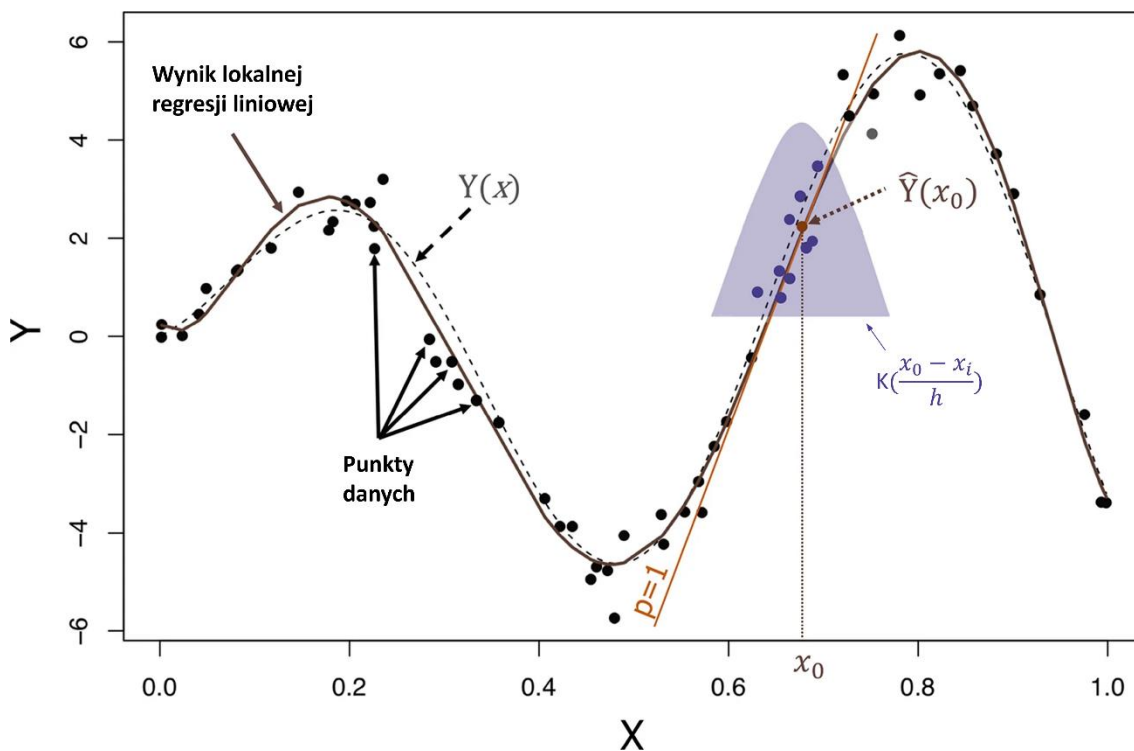 6
4
2
0
−2
−4
−6
Y
Wynik lokalnej
regresji liniowej
Y(x)
Punkty
danych
Ŷ(x₀)
K((x₀ − xᵢ)/h)
p=1
x₀
0.0 0.2 0.4 0.6 0.8 1.0
X